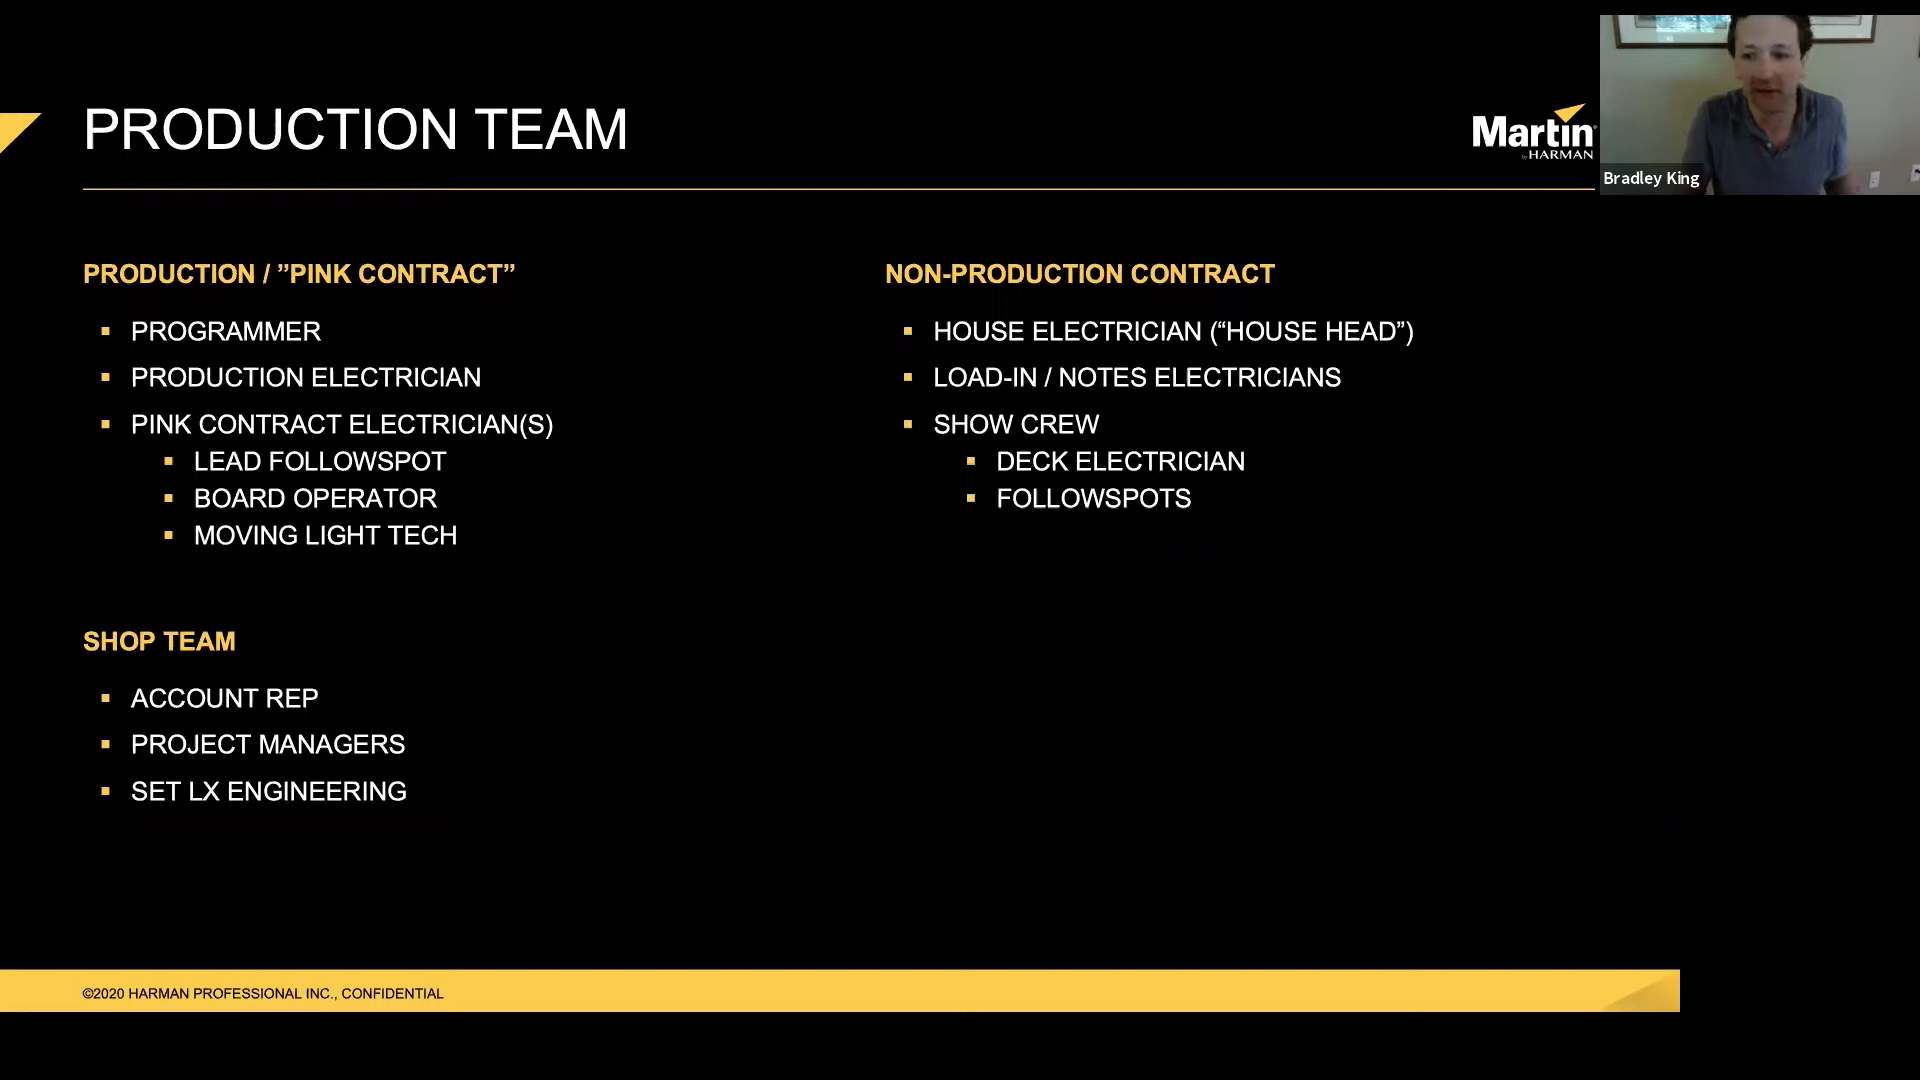 PRODUCTION TEAM
Martin
by HARMAN
Bradley King
PRODUCTION / ”PINK CONTRACT”
PROGRAMMER
PRODUCTION ELECTRICIAN
PINK CONTRACT ELECTRICIAN(S)
LEAD FOLLOWSPOT
BOARD OPERATOR
MOVING LIGHT TECH
NON-PRODUCTION CONTRACT
HOUSE ELECTRICIAN (“HOUSE HEAD”)
LOAD-IN / NOTES ELECTRICIANS
SHOW CREW
DECK ELECTRICIAN
FOLLOWSPOTS
SHOP TEAM
ACCOUNT REP
PROJECT MANAGERS
SET LX ENGINEERING
©2020 HARMAN PROFESSIONAL INC., CONFIDENTIAL